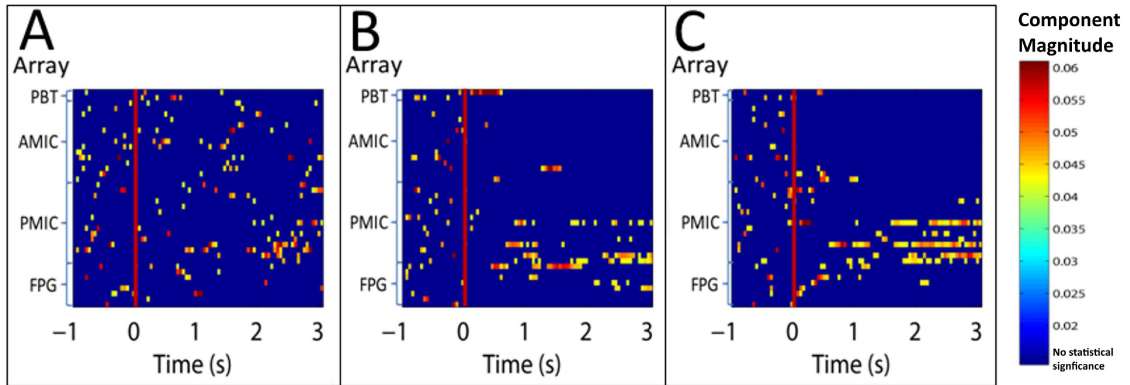 A
Array
PBT
AMIC
PMIC
FPG
−1 0 1 2 3
Time (s)
B
Array
PBT
AMIC
PMIC
FPG
−1 0 1 2 3
Time (s)
C
Array
PBT
AMIC
PMIC
FPG
−1 0 1 2 3
Time (s)
Component
Magnitude
0.06
0.055
0.05
0.045
0.04
0.035
0.03
0.025
0.02
No statistical
signficance